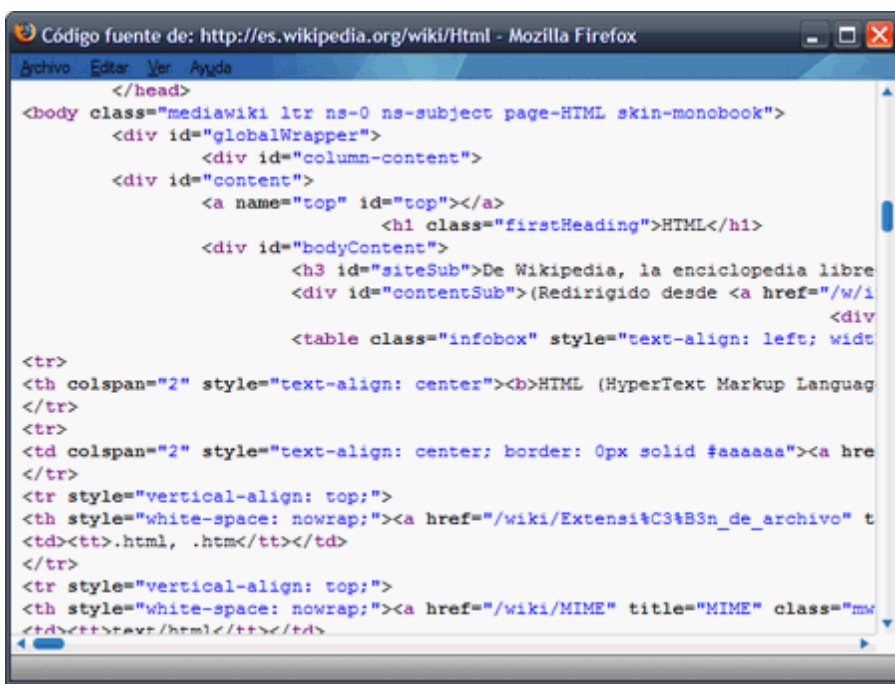 Código fuente de: http://es.wikipedia.org/wiki/Html - Mozilla Firefox
Archivo Editar Ver Ayuda
</head>
<body class="mediawiki ltr ns-0 ns-subject page-HTML skin-monobook">
<div id="globalWrapper">
<div id="column-content">
<div id="content">
<a name="top" id="top"></a>
<h1 class="firstHeading">HTML</h1>
<div id="bodyContent">
<h3 id="siteSub">De Wikipedia, la enciclopedia libre
<div id="contentSub">(Redirigido desde <a href="/w/i
<div
<table class="infobox" style="text-align: left; widt
<tr>
<th colspan="2" style="text-align: center"><b>HTML (HyperText Markup Languag
</tr>
<tr>
<td colspan="2" style="text-align: center; border: 0px solid #aaaaaa"><a hre
</tr>
<tr style="vertical-align: top;">
<th style="white-space: nowrap;"><a href="/wiki/Extensi%C3%B3n_de_archivo" t
<td><tt>.html, .htm</tt></td>
</tr>
<tr style="vertical-align: top;">
<th style="white-space: nowrap;"><a href="/wiki/MIME" title="MIME" class="mw
<td><tt>text/html</tt></td>